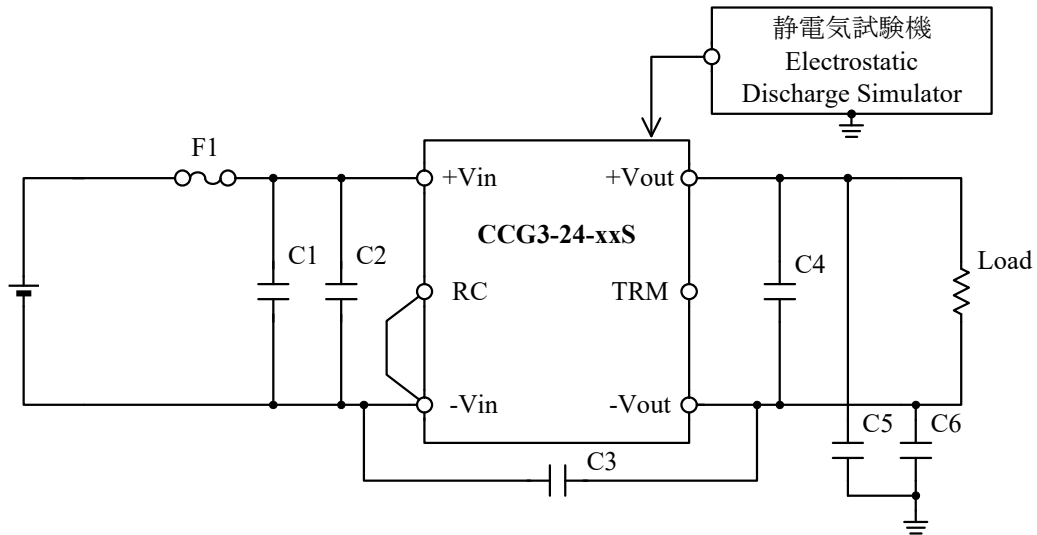 静電気試験機
Electrostatic
Discharge Simulator
F1
+Vin
+Vout
CCG3-24-xxS
C1
C2
C4
Load
RC
TRM
-Vin
-Vout
C5
C6
C3